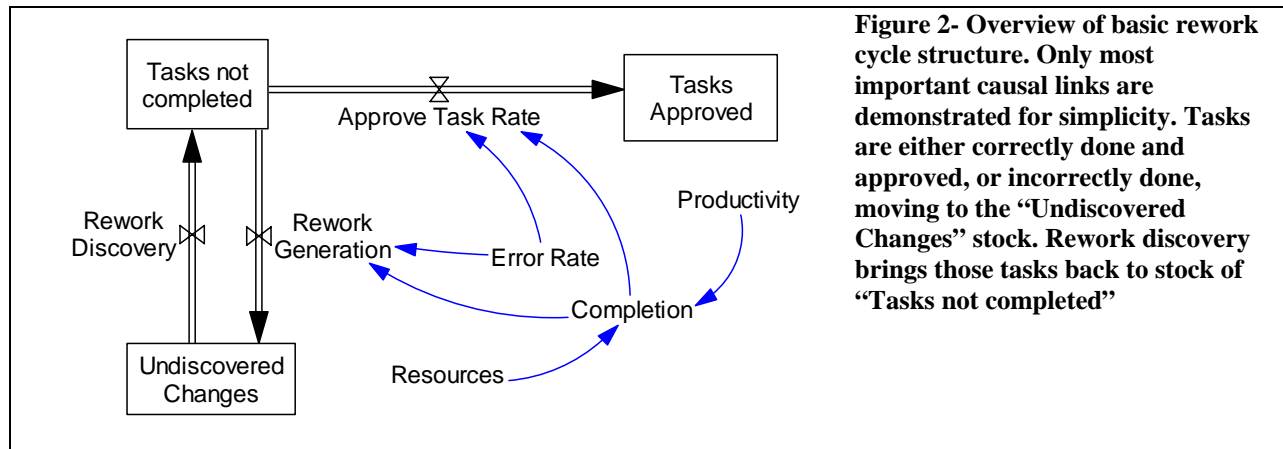 Tasks not
completed
Tasks
Approved
Approve Task Rate
Rework
Discovery
Rework
Generation
Error Rate
Productivity
Completion
Resources
Undiscovered
Changes
Figure 2- Overview of basic rework
cycle structure. Only most
important causal links are
demonstrated for simplicity. Tasks
are either correctly done and
approved, or incorrectly done,
moving to the “Undiscovered
Changes” stock. Rework discovery
brings those tasks back to stock of
“Tasks not completed”